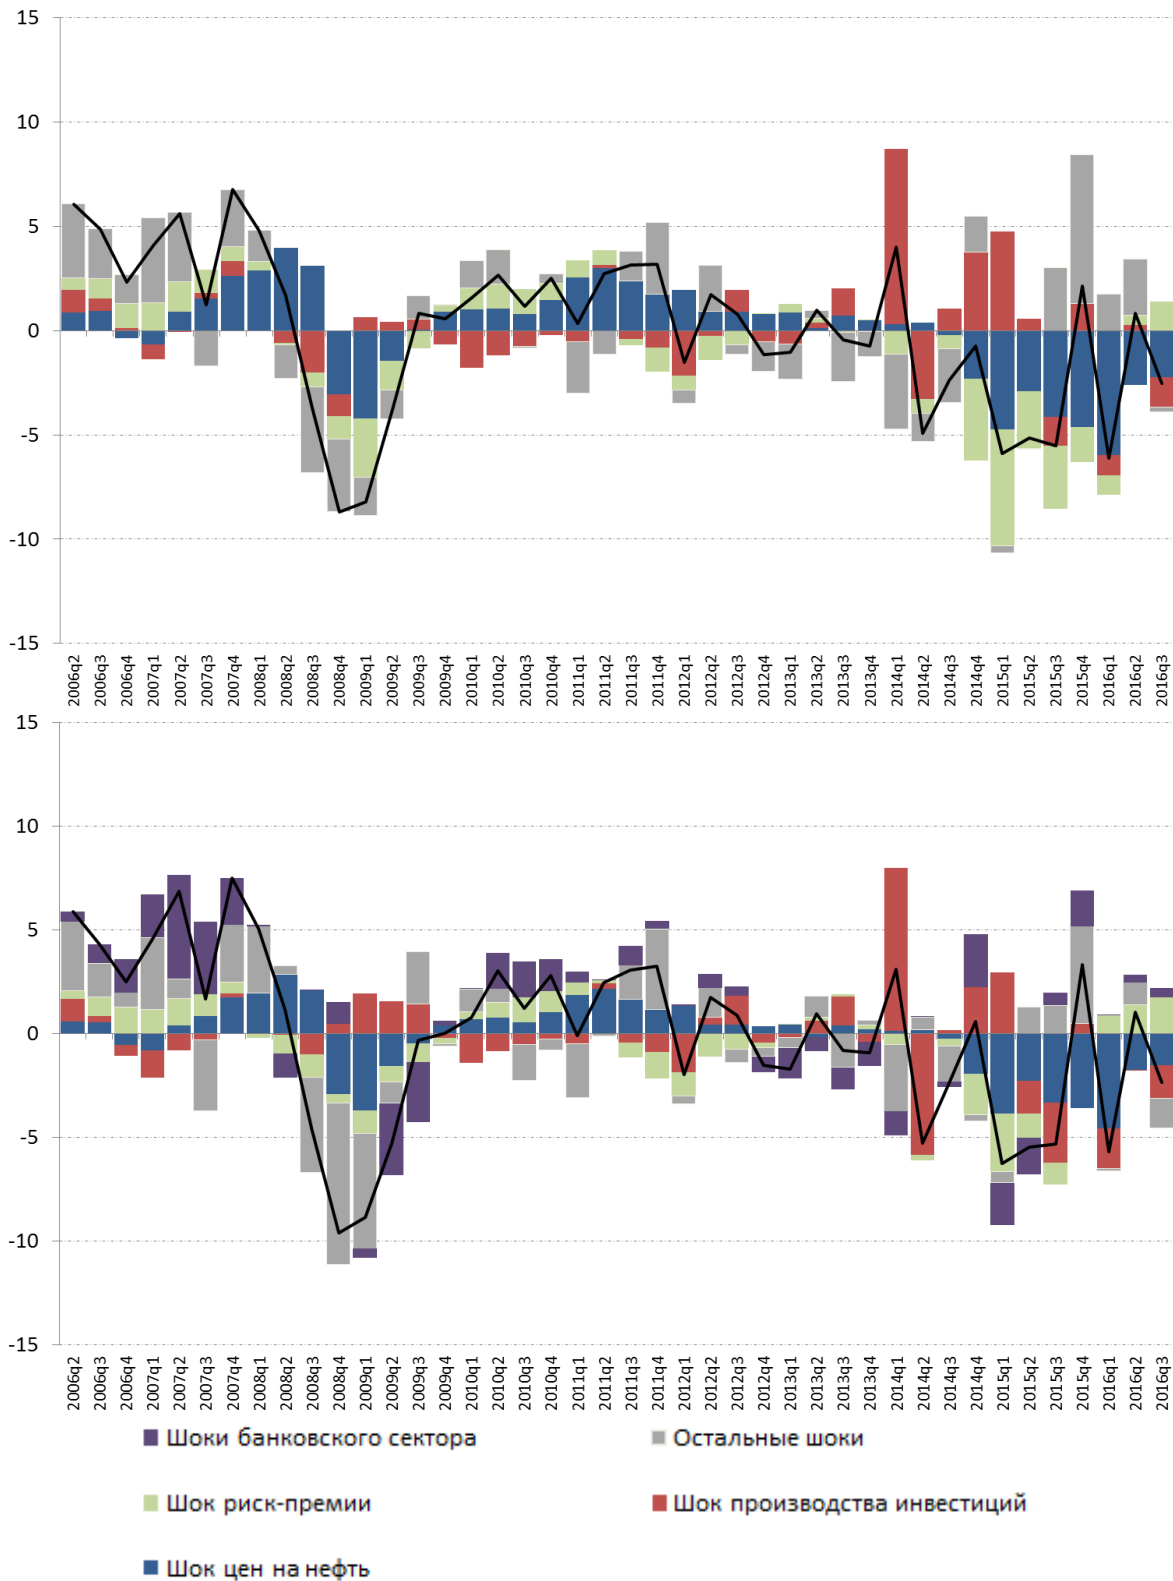 15
10
5
0
-5
-10
-15
2006q2 2006q3 2006q4 2007q1 2007q2 2007q3 2007q4 2008q1 2008q2 2008q3 2008q4 2009q1 2009q2 2009q3 2009q4 2010q1 2010q2 2010q3 2010q4 2011q1 2011q2 2011q3 2011q4 2012q1 2012q2 2012q3 2012q4 2013q1 2013q2 2013q3 2013q4 2014q1 2014q2 2014q3 2014q4 2015q1 2015q2 2015q3 2015q4 2016q1 2016q2 2016q3
15
10
5
0
-5
-10
-15
2006q2 2006q3 2006q4 2007q1 2007q2 2007q3 2007q4 2008q1 2008q2 2008q3 2008q4 2009q1 2009q2 2009q3 2009q4 2010q1 2010q2 2010q3 2010q4 2011q1 2011q2 2011q3 2011q4 2012q1 2012q2 2012q3 2012q4 2013q1 2013q2 2013q3 2013q4 2014q1 2014q2 2014q3 2014q4 2015q1 2015q2 2015q3 2015q4 2016q1 2016q2 2016q3
Шоки банковского сектора Остальные шоки
Шок риск-премии Шок производства инвестиций
Шок цен на нефть